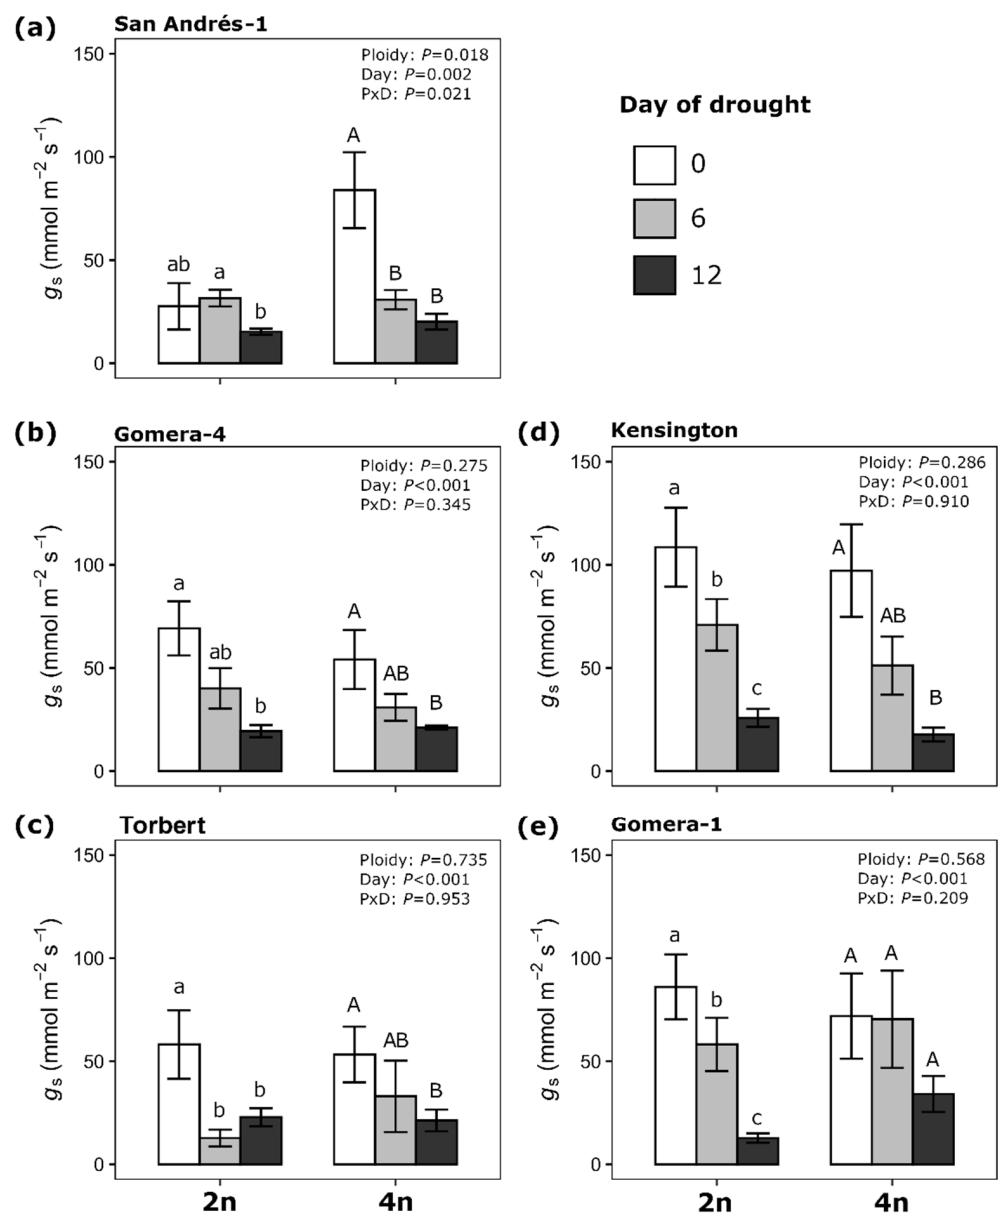 (a) San Andrés-1
150
100
50
0
gs (mmol m−2 s−1)
Ploidy: P=0.018
Day: P=0.002
PxD: P=0.021
ab a b A B B
Day of drought
0
6
12
(b) Gomera-4
150
100
50
0
gs (mmol m−2 s−1)
Ploidy: P=0.275
Day: P<0.001
PxD: P=0.345
a ab b A AB B
(d) Kensington
150
100
50
0
gs (mmol m−2 s−1)
Ploidy: P=0.286
Day: P<0.001
PxD: P=0.910
a b c A AB B
(c) Torbert
150
100
50
0
gs (mmol m−2 s−1)
Ploidy: P=0.735
Day: P<0.001
PxD: P=0.953
a b b A AB B
2n 4n
(e) Gomera-1
150
100
50
0
gs (mmol m−2 s−1)
Ploidy: P=0.568
Day: P<0.001
PxD: P=0.209
a b c A A A
2n 4n